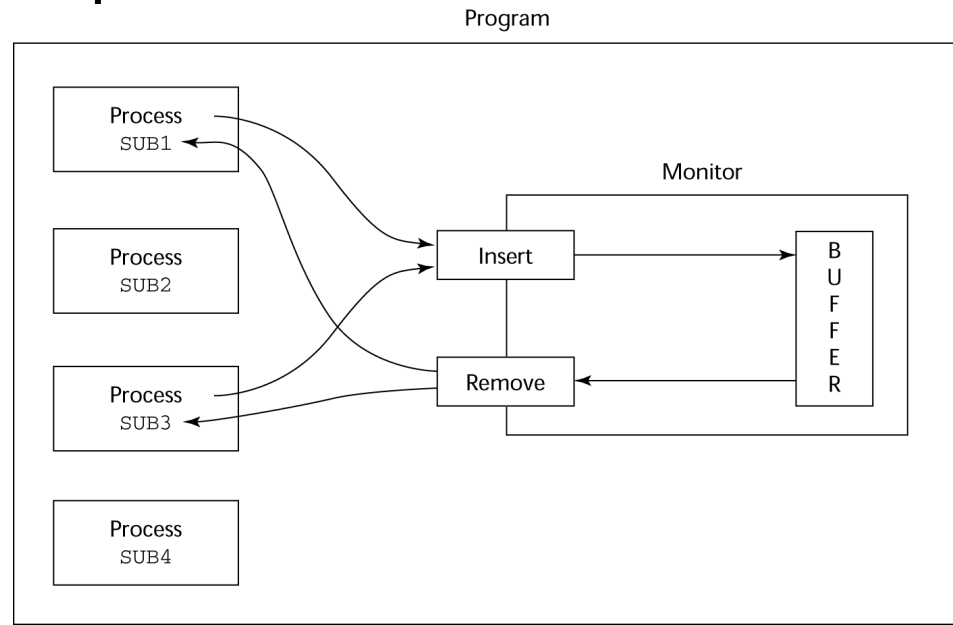 Program
Process
SUB1
Monitor
Process
SUB2
Insert
B
U
F
F
E
R
Process
SUB3
Remove
Process
SUB4